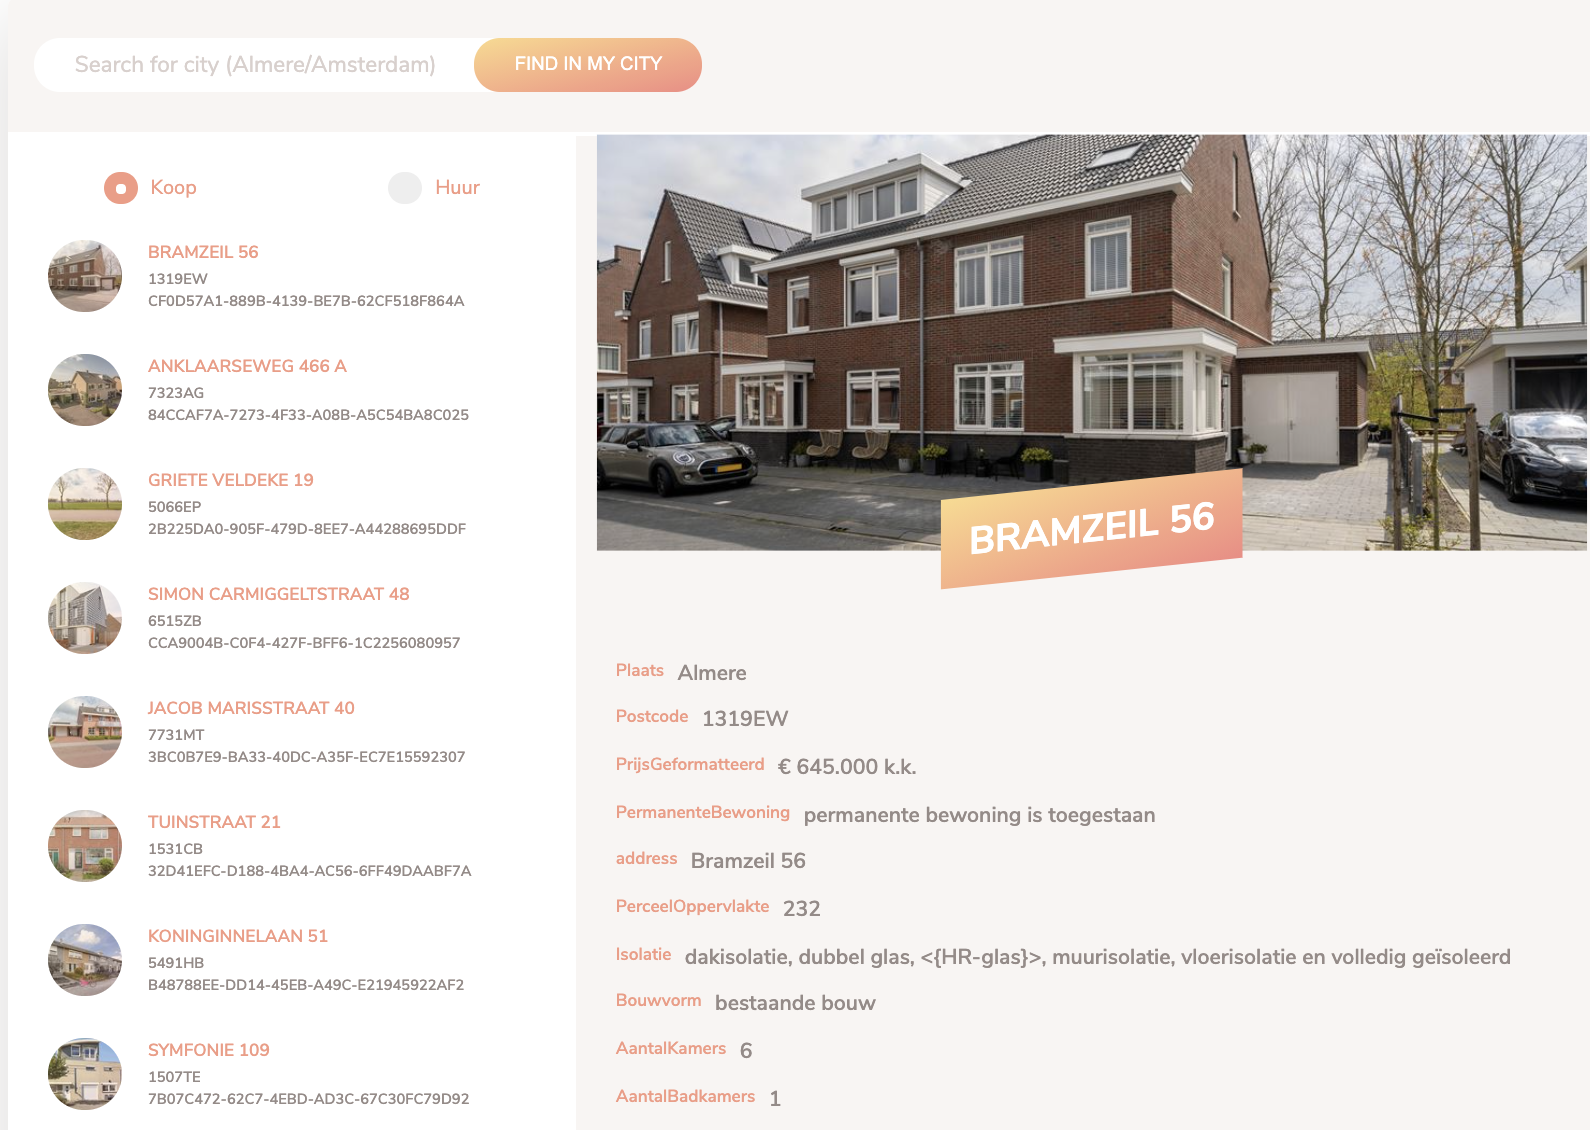 Search for city (Almere/Amsterdam)
FIND IN MY CITY
Koop
Huur
BRAMZEIL 56
1319EW
CF0D57A1-889B-4139-BE7B-62CF518F864A
ANKLAARSEWEG 466 A
7323AG
84CCAF7A-7273-4F33-A08B-A5C54BA8C025
GRIETE VELDEKE 19
5066EP
2B225DA0-905F-479D-8EE7-A44288695DDF
SIMON CARMIGGELTSTRAAT 48
6515ZB
CCA9004B-C0F4-427F-BFF6-1C2256080957
JACOB MARISSTRAAT 40
7731MT
3BC0B7E9-BA33-40DC-A35F-EC7E15592307
TUINSTRAAT 21
1531CB
32D41EFC-D188-4BA4-AC56-6FF49DAABF7A
KONINGINNELAAN 51
5491HB
B48788EE-DD14-45EB-A49C-E21945922AF2
SYMFONIE 109
1507TE
7B07C472-62C7-4EBD-AD3C-67C30FC79D92
BRAMZEIL 56
Plaats Almere
Postcode 1319EW
PrijsGeformatteerd € 645.000 k.k.
PermanenteBewoning permanente bewoning is toegestaan
address Bramzeil 56
PerceelOppervlakte 232
Isolatie dakisolatie, dubbel glas, <{HR-glas}>, muurisolatie, vloerisolatie en volledig geïsoleerd
Bouwvorm bestaande bouw
AantalKamers 6
AantalBadkamers 1